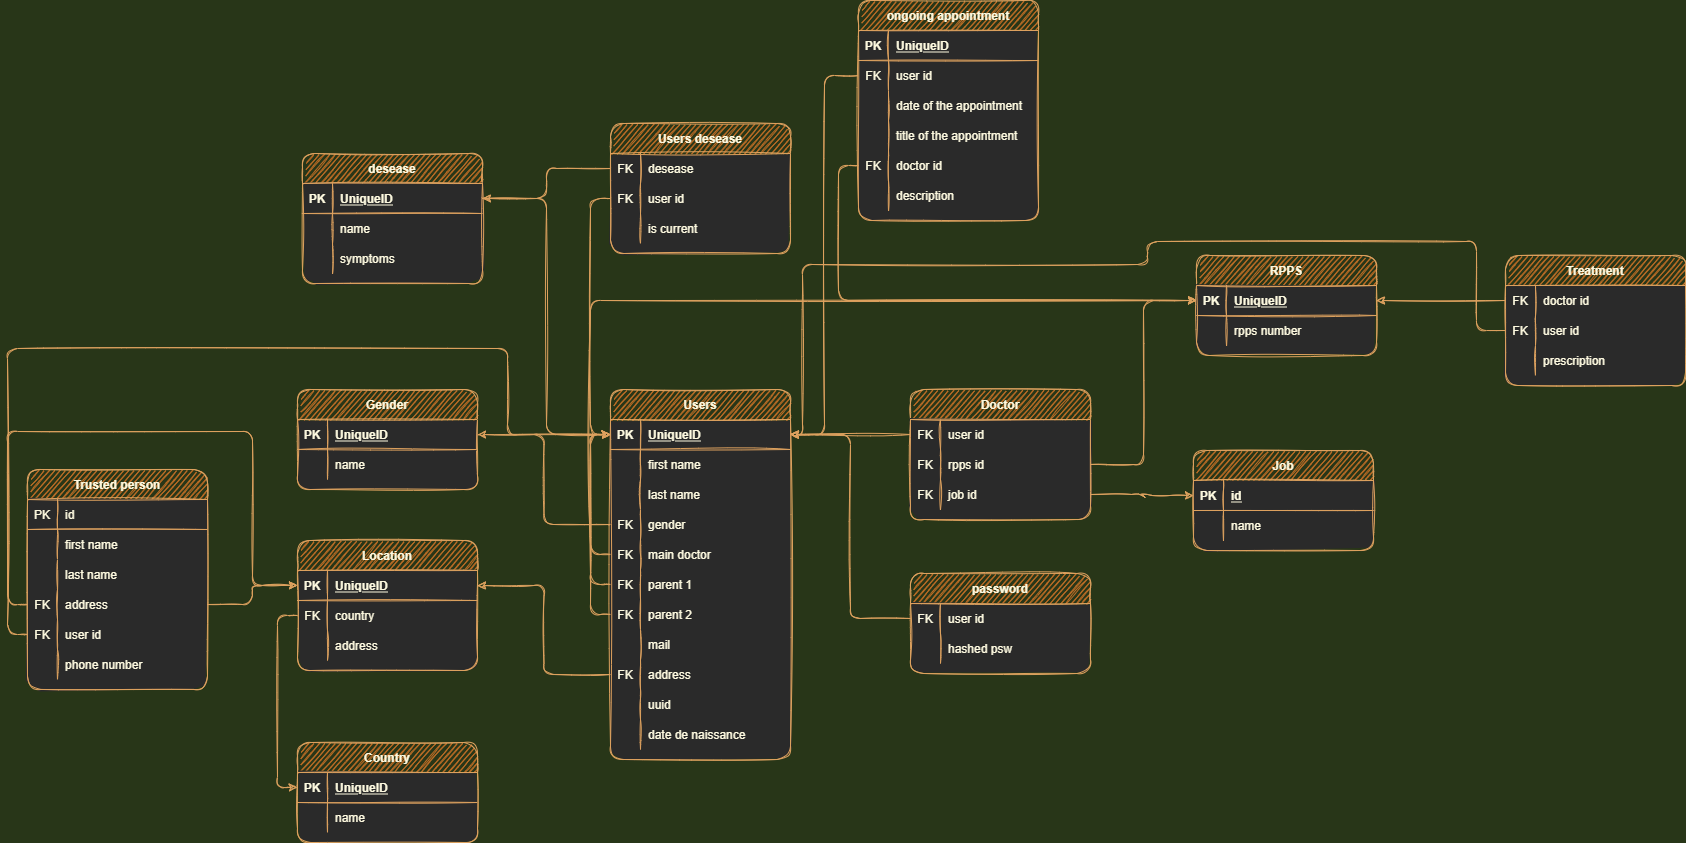 ongoing appointment
PK UniqueID
FK user id
date of the appointment
title of the appointment
FK doctor id
description
Users desease
FK desease
FK user id
is current
desease
PK UniqueID
name
symptoms
RPPS
PK UniqueID
rpps number
Treatment
FK doctor id
FK user id
prescription
Gender
PK UniqueID
name
Users
PK UniqueID
first name
last name
FK gender
FK main doctor
FK parent 1
FK parent 2
mail
FK address
uuid
date de naissance
Doctor
FK user id
FK rpps id
FK job id
Job
PK id
name
Trusted person
PK id
first name
last name
FK address
FK user id
phone number
Location
PK UniqueID
FK country
address
password
FK user id
hashed psw
Country
PK UniqueID
name